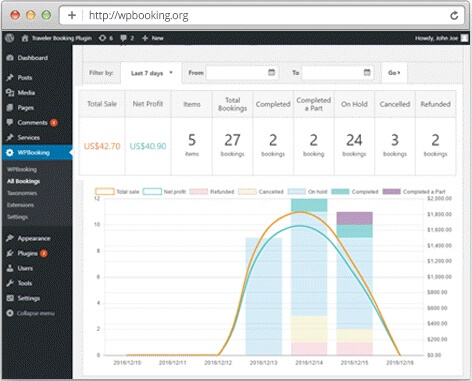 http://wpbooking.org
Traveler Booking Plugin 6 2 + New Howdy, John Joe
Dashboard
Posts
Media
Pages
Comments 2
Services
WPBooking
WPBooking
All Bookings
Taxonomies
Extensions
Settings
Appearance
Plugins
Users
Tools
Settings
Collapse menu
Filter by: Last 7 days From To Go
Total Sale Net Profit Items Total Bookings Completed Completed a Part On Hold Cancelled Refunded
US$42.70 US$40.90 5 27 2 2 24 3 2
items bookings bookings bookings bookings bookings bookings
Total sale Net profit Refunded Cancelled On hold Completed Completed a Part
12 $2,000.00
$1,800.00
10 $1,600.00
$1,400.00
8
$1,200.00
6 $1,000.00
$800.00
4
$600.00
2 $400.00
$200.00
0 $0.00
2016/12/10 2016/12/11 2016/12/12 2016/12/13 2016/12/14 2016/12/15 2016/12/16